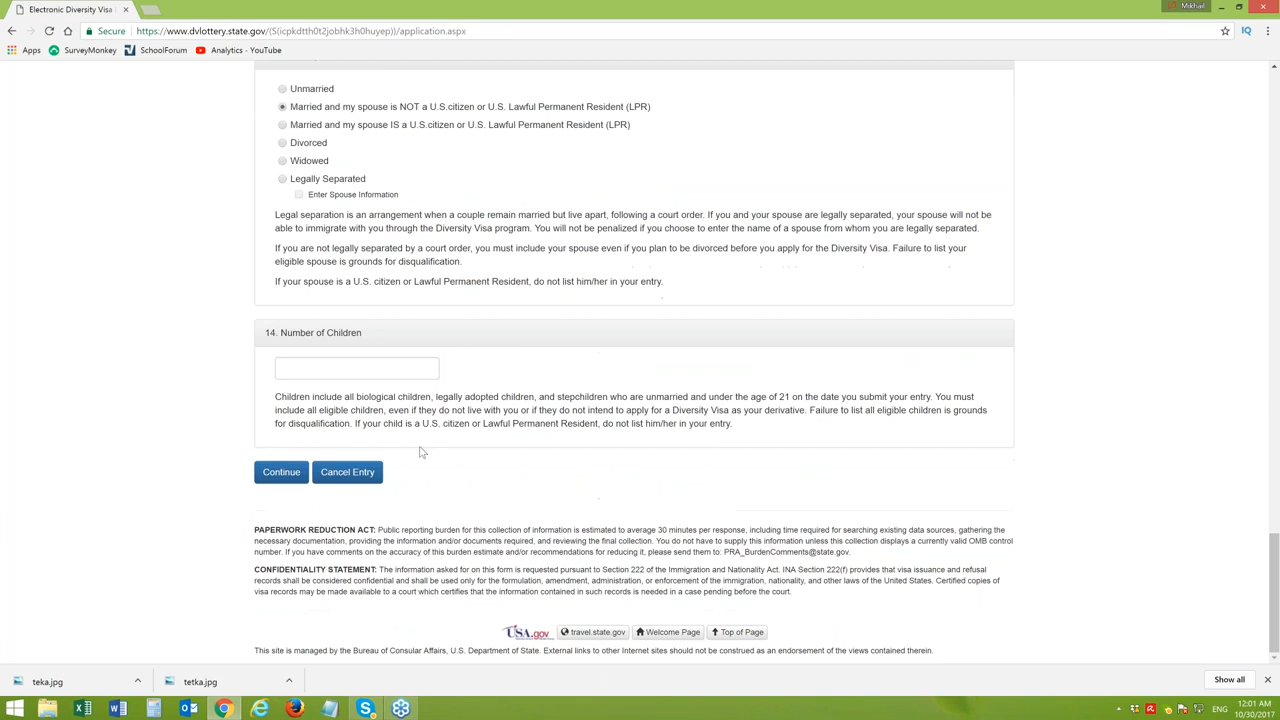 Electronic Diversity Visa
Mikhail
Secure
https://www.dvlottery.state.gov/(S(icpkdtth0t2jobhk3h0huyep))/application.aspx
Apps SurveyMonkey SchoolForum Analytics - YouTube
Unmarried
Married and my spouse is NOT a U.S.citizen or U.S. Lawful Permanent Resident (LPR)
Married and my spouse IS a U.S.citizen or U.S. Lawful Permanent Resident (LPR)
Divorced
Widowed
Legally Separated
Enter Spouse Information
Legal separation is an arrangement when a couple remain married but live apart, following a court order. If you and your spouse are legally separated, your spouse will not be
able to immigrate with you through the Diversity Visa program. You will not be penalized if you choose to enter the name of a spouse from whom you are legally separated.
If you are not legally separated by a court order, you must include your spouse even if you plan to be divorced before you apply for the Diversity Visa. Failure to list your
eligible spouse is grounds for disqualification.
If your spouse is a U.S. citizen or Lawful Permanent Resident, do not list him/her in your entry.
14. Number of Children
Children include all biological children, legally adopted children, and stepchildren who are unmarried and under the age of 21 on the date you submit your entry. You must
include all eligible children, even if they do not live with you or if they do not intend to apply for a Diversity Visa as your derivative. Failure to list all eligible children is grounds
for disqualification. If your child is a U.S. citizen or Lawful Permanent Resident, do not list him/her in your entry.
Continue Cancel Entry
PAPERWORK REDUCTION ACT: Public reporting burden for this collection of information is estimated to average 30 minutes per response, including time required for searching existing data sources, gathering the
necessary documentation, providing the information and/or documents required, and reviewing the final collection. You do not have to supply this information unless this collection displays a currently valid OMB control
number. If you have comments on the accuracy of this burden estimate and/or recommendations for reducing it, please send them to: PRA_BurdenComments@state.gov.
CONFIDENTIALITY STATEMENT: The information asked for on this form is requested pursuant to Section 222 of the Immigration and Nationality Act. INA Section 222(f) provides that visa issuance and refusal
records shall be considered confidential and shall be used only for the formulation, amendment, administration, or enforcement of the immigration, nationality, and other laws of the United States. Certified copies of
visa records may be made available to a court which certifies that the information contained in such records is needed in a case pending before the court.
USA.gov travel.state.gov Welcome Page Top of Page
This site is managed by the Bureau of Consular Affairs, U.S. Department of State. External links to other Internet sites should not be construed as an endorsement of the views contained therein.
teka.jpg tetka.jpg Show all
ENG 12:01 AM
10/30/2017